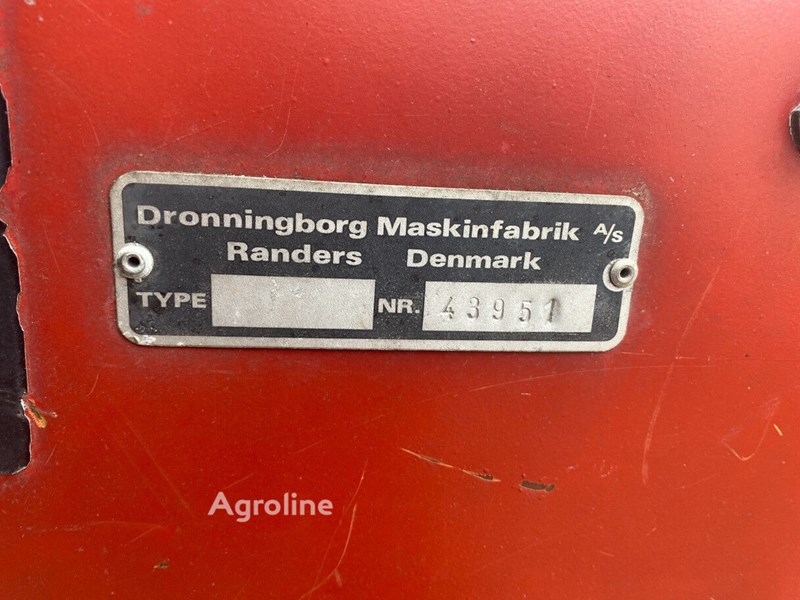 Dronningborg Maskinfabrik A/S
Randers Denmark
TYPE NR. 43951
Agroline